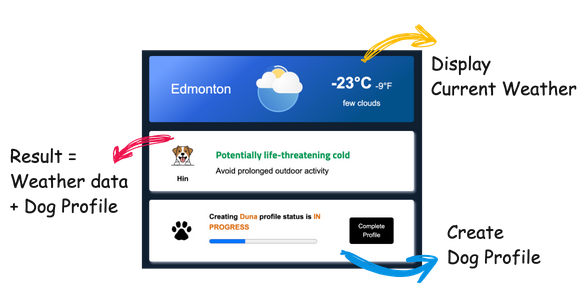 Display
Current Weather
Edmonton
-23°C -9°F
few clouds
Result =
Weather data
+ Dog Profile
Potentially life-threatening cold
Avoid prolonged outdoor activity
Hin
Creating Duna profile status is IN
PROGRESS
Complete
Profile
Create
Dog Profile